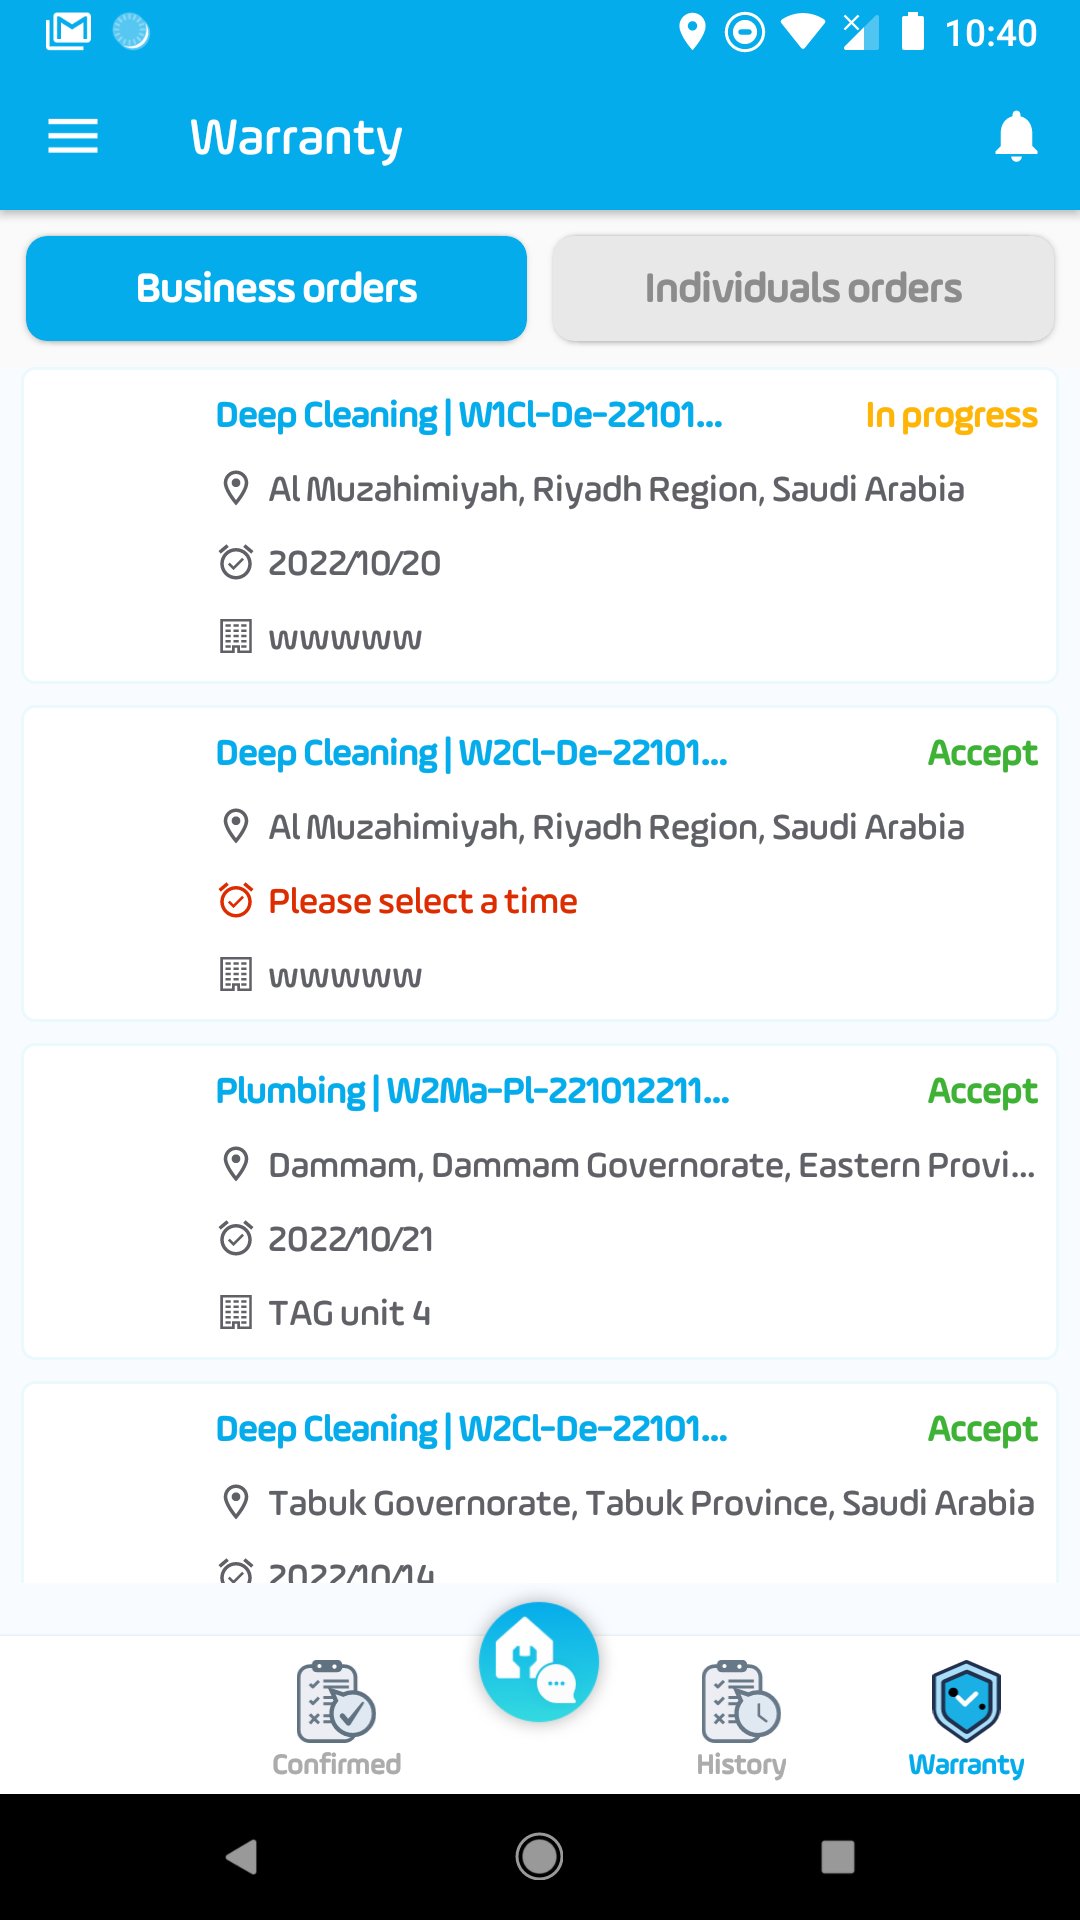 10:40
Warranty
Business orders
Individuals orders
Deep Cleaning | W1Cl-De-22101... In progress
Al Muzahimiyah, Riyadh Region, Saudi Arabia
2022/10/20
wwwww
Deep Cleaning | W2Cl-De-22101... Accept
Al Muzahimiyah, Riyadh Region, Saudi Arabia
Please select a time
wwwww
Plumbing | W2Ma-Pl-221012211... Accept
Dammam, Dammam Governorate, Eastern Provi...
2022/10/21
TAG unit 4
Deep Cleaning | W2Cl-De-22101... Accept
Tabuk Governorate, Tabuk Province, Saudi Arabia
2022/10/14
Confirmed
History
Warranty